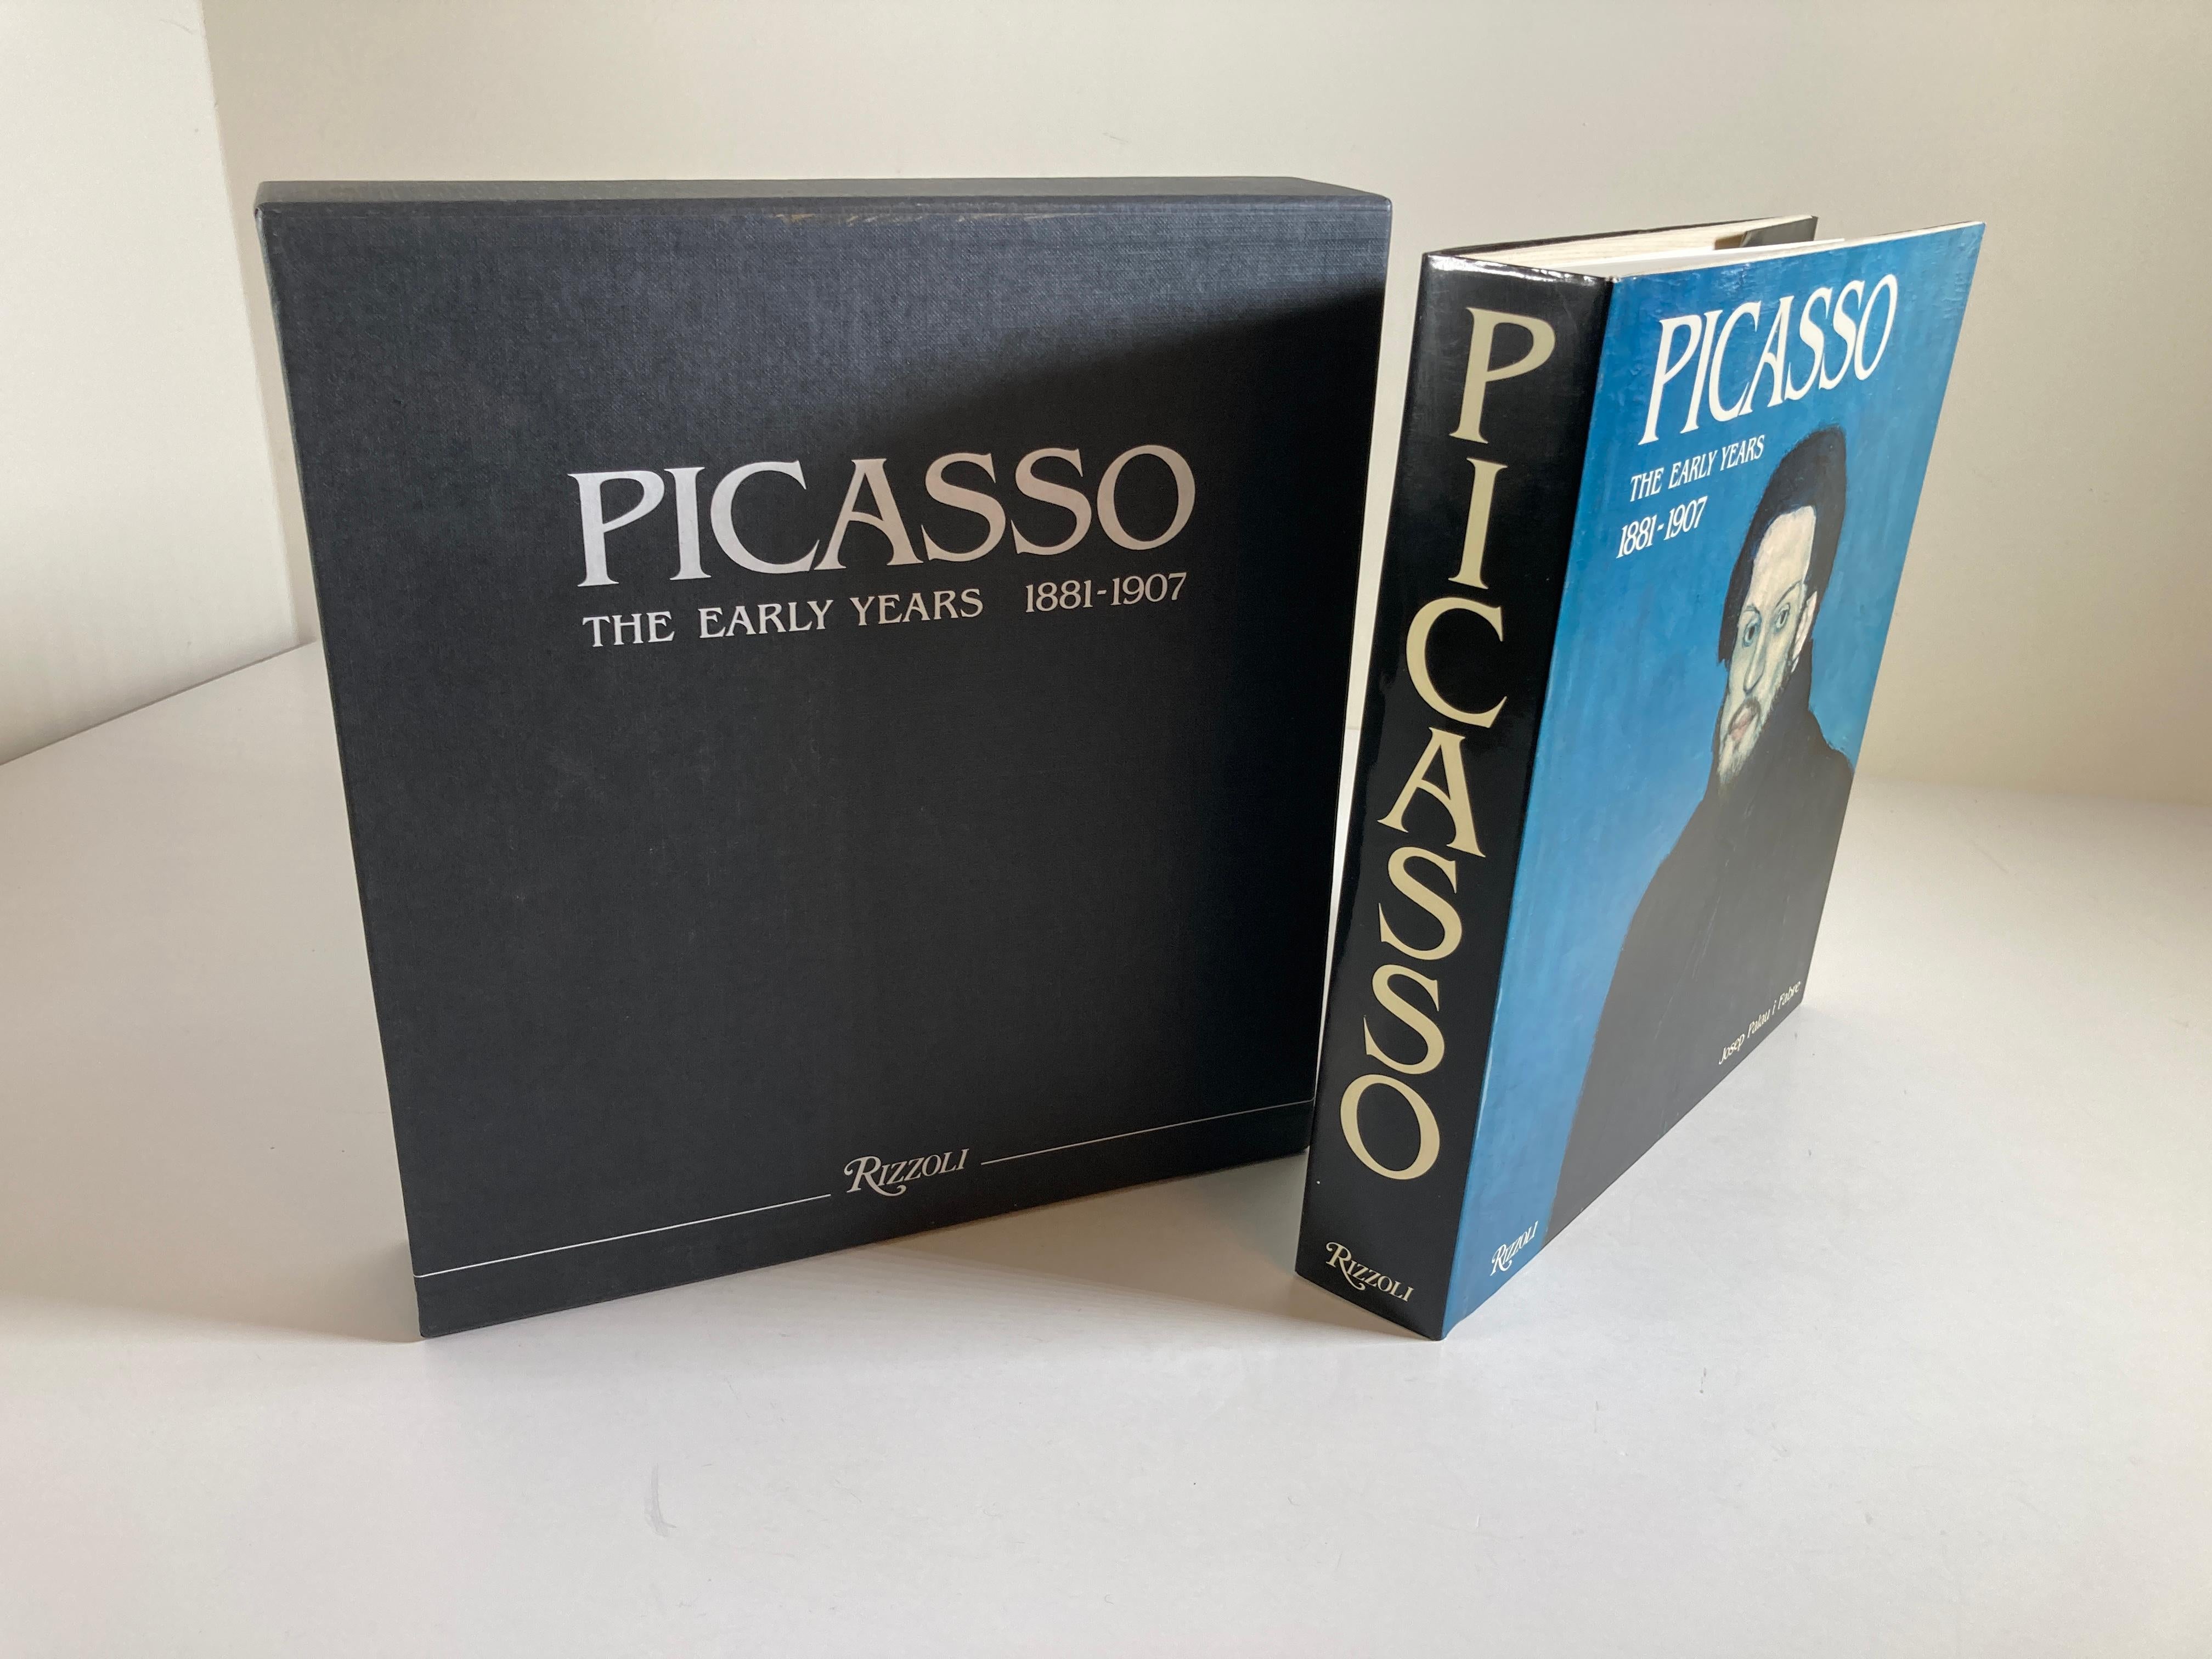 PICASSO
THE EARLY YEARS 1881-1907
RIZZOLI
PICASSO
RIZZOLI
PICASSO
THE EARLY YEARS
1881-1907
Josep Palau i Fabre
RIZZOLI